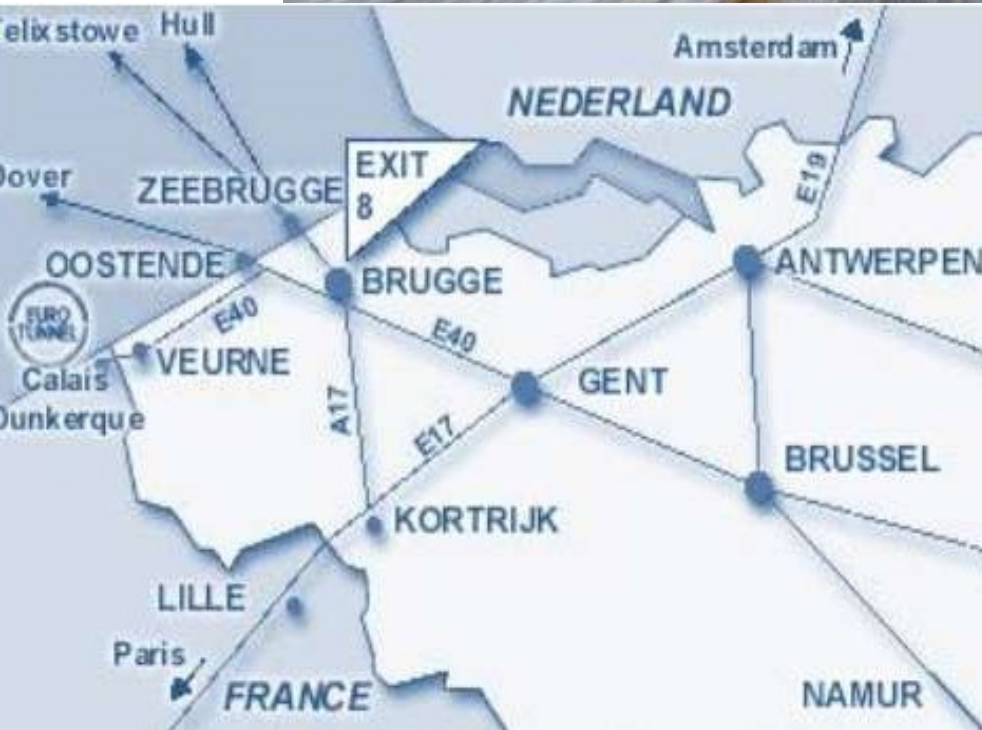 elixstowe
Hull
Amsterdam
NEDERLAND
EXIT
8
Dover
ZEEBRUGGE
E19
OOSTENDE
BRUGGE
ANTWERPEN
EURO
TUNNEL
E40
E40
VEURNE
Calais
Dunkerque
GENT
A17
E17
BRUSSEL
KORTRIJK
LILLE
Paris
FRANCE
NAMUR